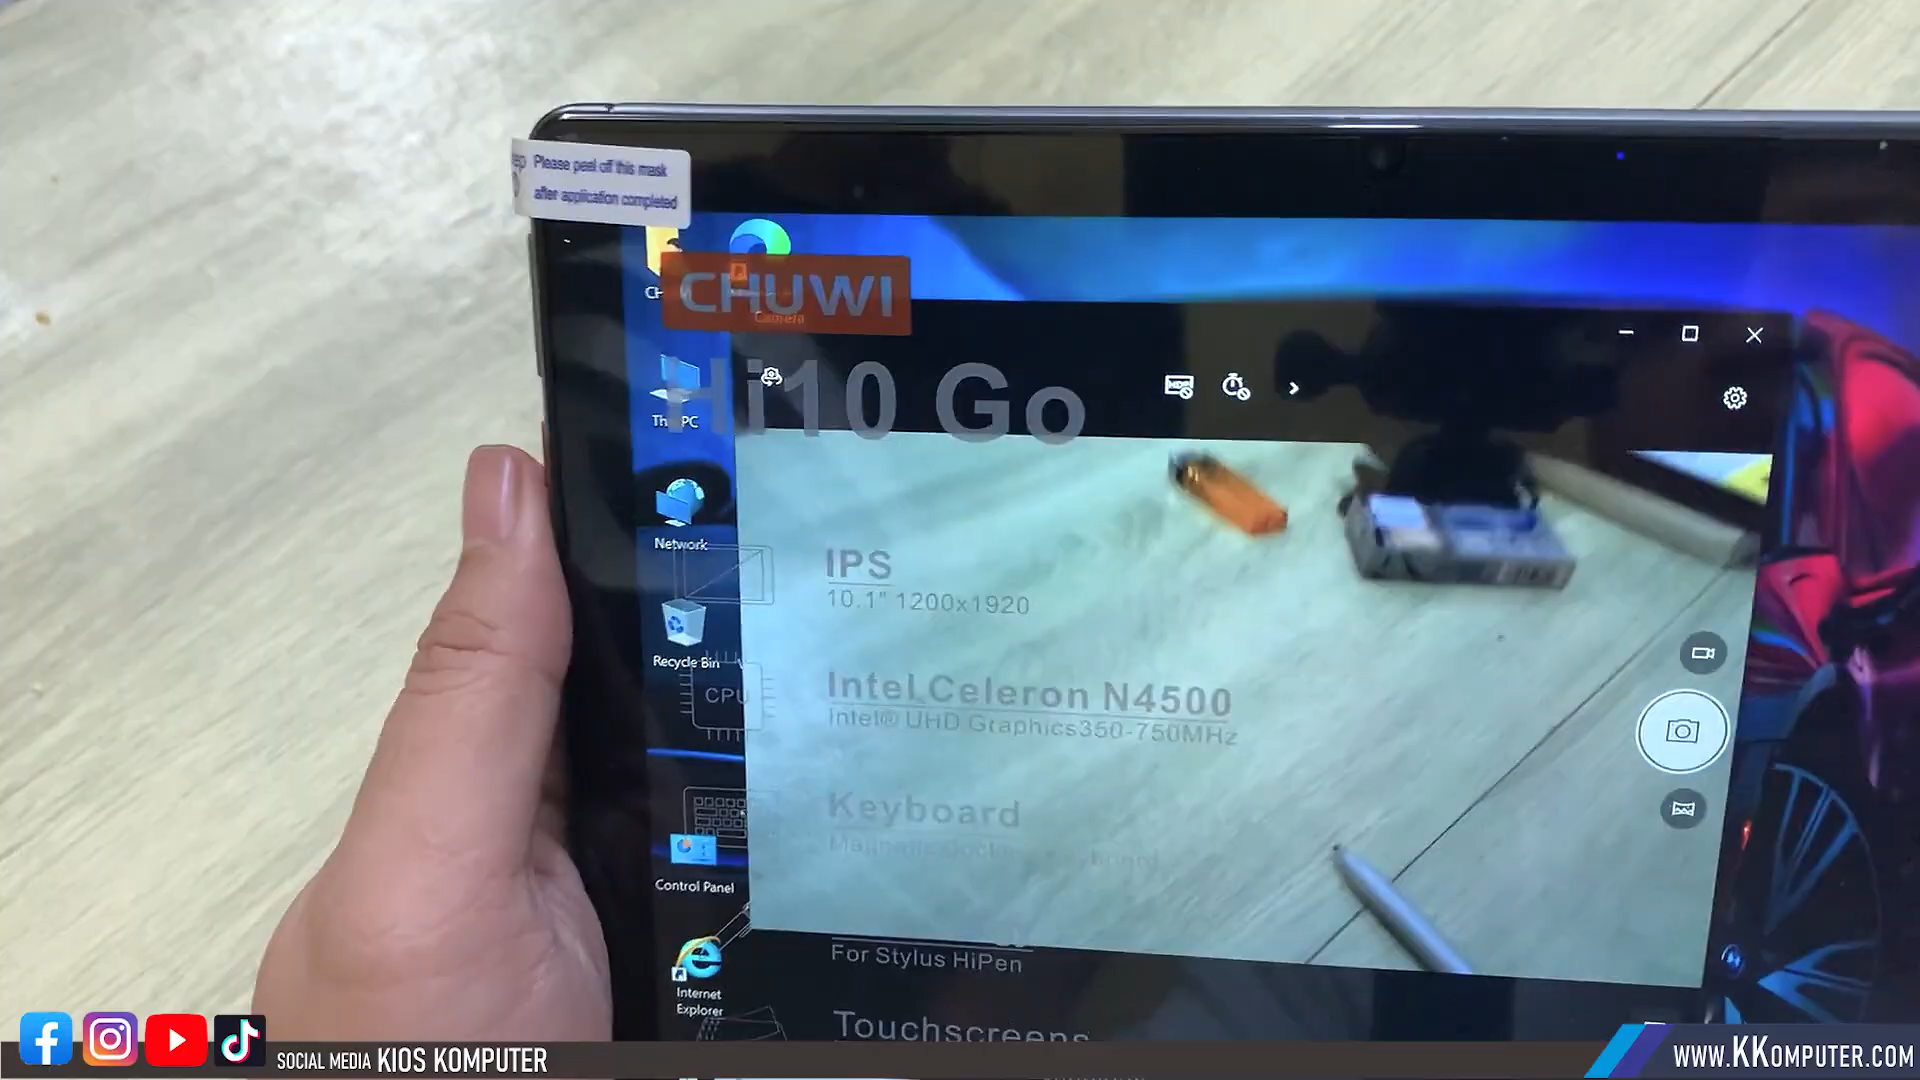 Please peel off this mask
after application completed
CHUWI
Camera
Hi10 Go
Network
IPS
10.1" 1200x1920
Recycle Bin
CPU
Intel Celeron N4500
Intel® UHD Graphics350-750MHz
Keyboard
Control Panel
For Stylus HiPen
Internet
Explorer
Touchscreens
SOCIAL MEDIA KIOS KOMPUTER
www.KKomputer.com